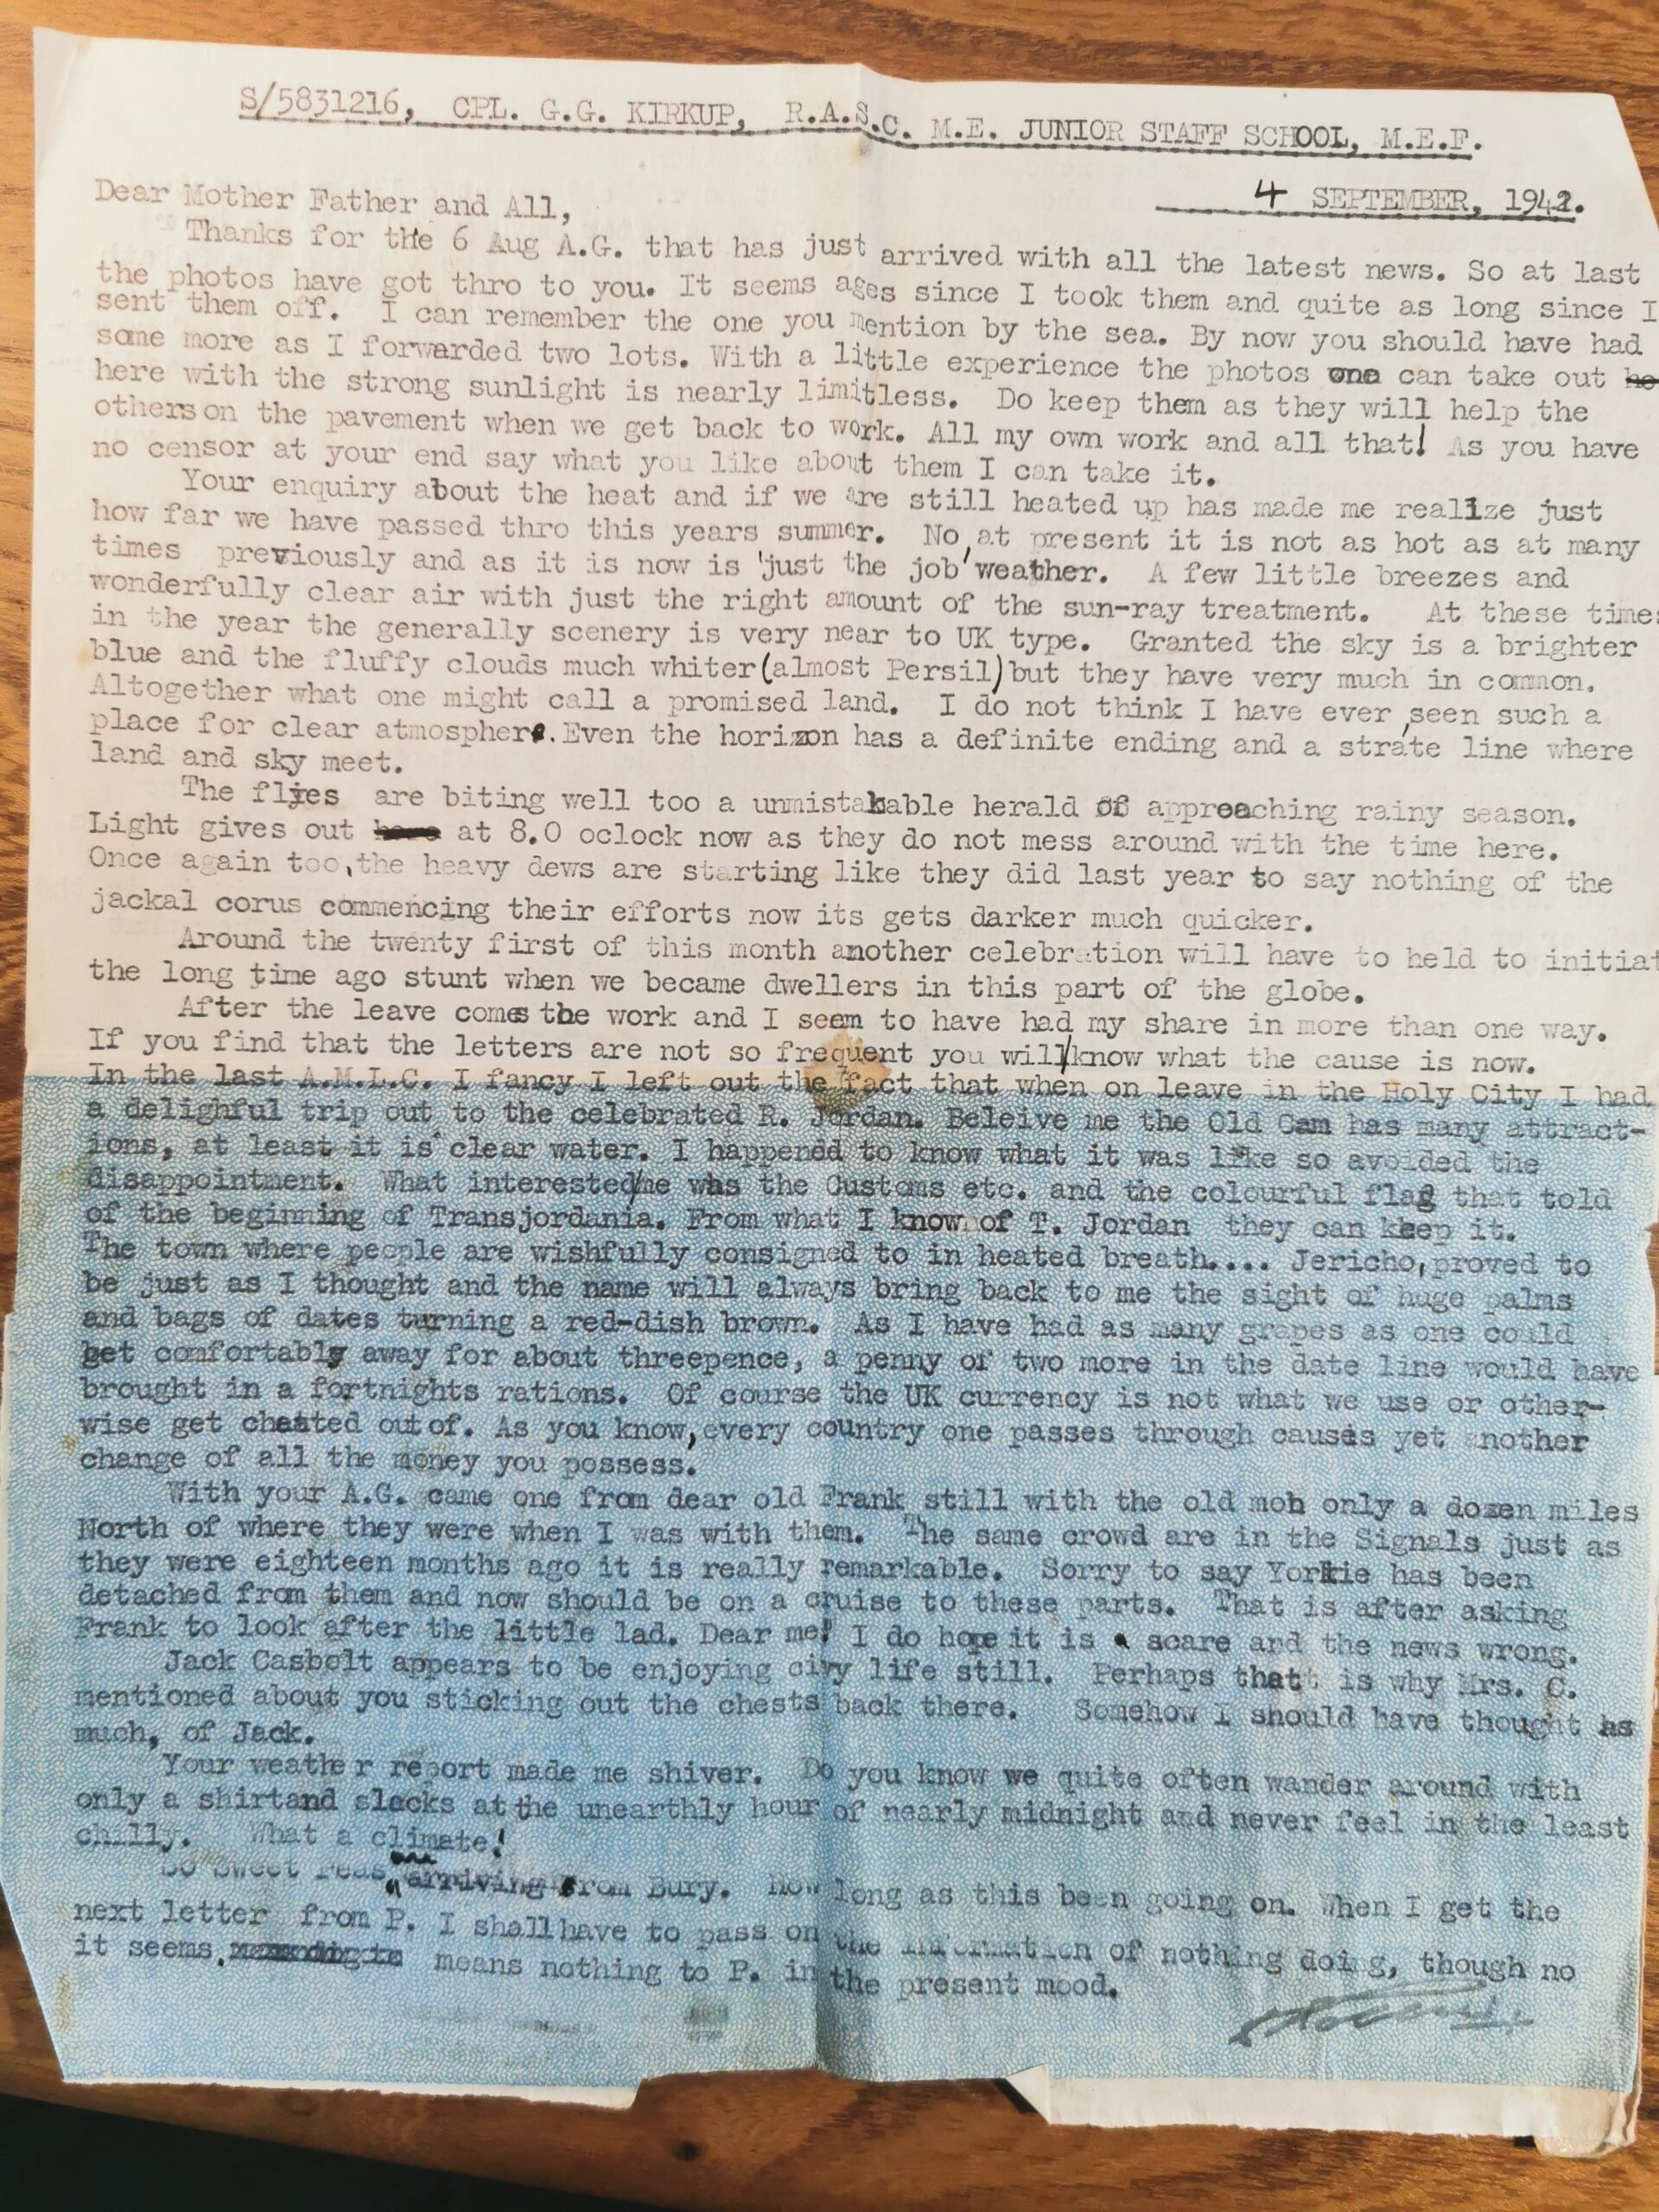 S/5831216, CPL. G.G. KIRKUP, R.A.S.C. M.E. JUNIOR STAFF SCHOOL, M.E.F.
4 SEPTEMBER, 1942.
Dear Mother Father and All,
Thanks for the 6 Aug A.G. that has just arrived with all the latest news. So at last
the photos have got thro to you. It seems ages since I took them and quite as long since I
sent them off. I can remember the one you mention by the sea. By now you should have had
some more as I forwarded two lots. With a little experience the photos one can take out
here with the strong sunlight is nearly limitless. Do keep them as they will help the
others on the pavement when we get back to work. All my own work and all that! As you have
no censor at your end say what you like about them I can take it.
Your enquiry about the heat and if we are still heated up has made me realize just
how far we have passed thro this years summer. No, at present it is not as hot as at many
times previously and as it is now is 'just the job' weather. A few little breezes and
wonderfully clear air with just the right amount of the sun-ray treatment. At these times
in the year the generally scenery is very near to UK type. Granted the sky is a brighter
blue and the fluffy clouds much whiter (almost Persil) but they have very much in common.
Altogether what one might call a promised land. I do not think I have ever, seen such a
place for clear atmosphere. Even the horizon has a definite ending and a strate line where
land and sky meet.
The flyes are biting well too a unmistakable herald of approaching rainy season.
Light gives out at 8.0 oclock now as they do not mess around with the time here.
Once again too, the heavy dews are starting like they did last year to say nothing of the
jackal corus commencing their efforts now its gets darker much quicker.
Around the twenty first of this month another celebration will have to held to initiat
the long time ago stunt when we became dwellers in this part of the globe.
After the leave comes the work and I seem to have had my share in more than one way.
If you find that the letters are not so frequent you will/know what the cause is now.
In the last A.M.L.C. I fancy I left out the fact that when on leave in the Holy City I had
a delighful trip out to the celebrated R. Jordan. Beleive me the Old Cam has many attract-
ions, at least it is clear water. I happened to know what it was like so avoided the
disappointment. What interested/me was the Customs etc. and the colourful flag that told
of the beginning of Transjordania. From what I know of T. Jordan they can keep it.
The town where people are wishfully consigned to in heated breath.... Jericho, proved to
be just as I thought and the name will always bring back to me the sight of huge palms
and bags of dates turning a red-dish brown. As I have had as many grapes as one could
get comfortably away for about threepence, a penny or two more in the date line would have
brought in a fortnights rations. Of course the UK currency is not what we use or other-
wise get cheated out of. As you know, every country one passes through causes yet another
change of all the money you possess.
With your A.G. came one from dear old Frank still with the old mob only a dozen miles
North of where they were when I was with them. The same crowd are in the Signals just as
they were eighteen months ago it is really remarkable. Sorry to say Yorkie has been
detached from them and now should be on a cruise to these parts. That is after asking
Frank to look after the little lad. Dear me! I do hope it is a scare and the news wrong.
Jack Casbolt appears to be enjoying civy life still. Perhaps that is why Mrs. C.
mentioned about you sticking out the chests back there. Somehow I should have thought as
much, of Jack.
Your weather report made me shiver. Do you know we quite often wander around with
only a shirtand slacks at the unearthly hour of nearly midnight and never feel in the least
chilly. What a climate!
So Sweet Peas are arriving from Bury. How long as this been going on. When I get the
next letter from P. I shall have to pass on the information of nothing doing, though no
it seems, means nothing to P. in the present mood.